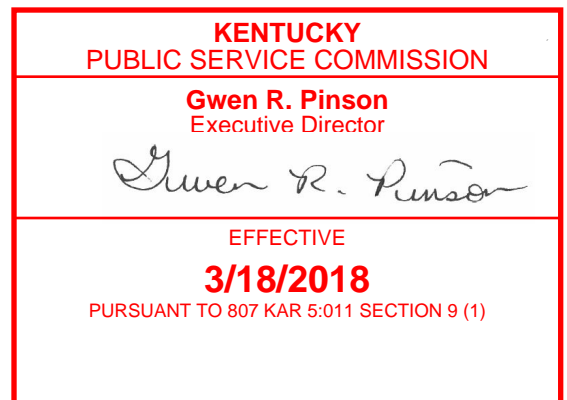 KENTUCKY
PUBLIC SERVICE COMMISSION
Gwen R. Pinson
Executive Director
Gwen R. Pinson
EFFECTIVE
3/18/2018
PURSUANT TO 807 KAR 5:011 SECTION 9 (1)